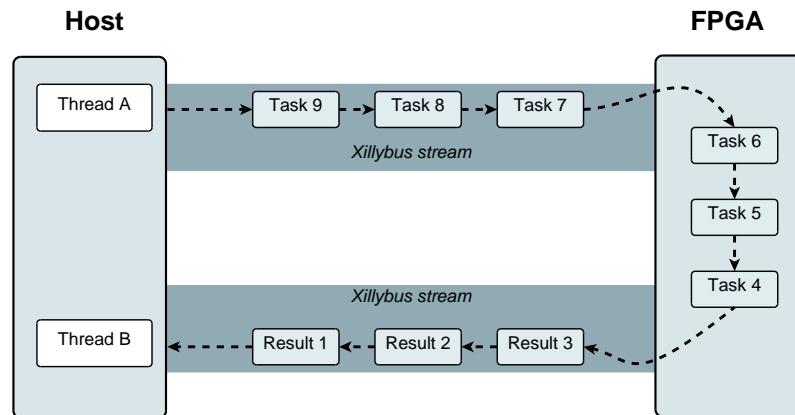 Host
FPGA
Thread A
Task 9
Task 8
Task 7
Xillybus stream
Task 6
Task 5
Task 4
Xillybus stream
Thread B
Result 1
Result 2
Result 3